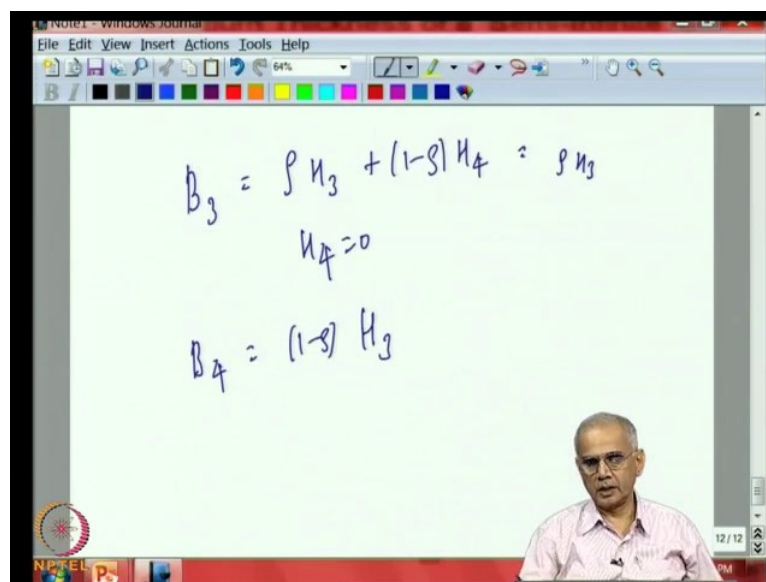 Note1 - Windows Journal
File Edit View Insert Actions Tools Help
64%
B I
B₃ = ρ H₃ + (1-ρ) H₄ = ρ H₃
H₄ = 0
B₄ = (1-ρ) H₃
12 / 12
NPTEL
PM